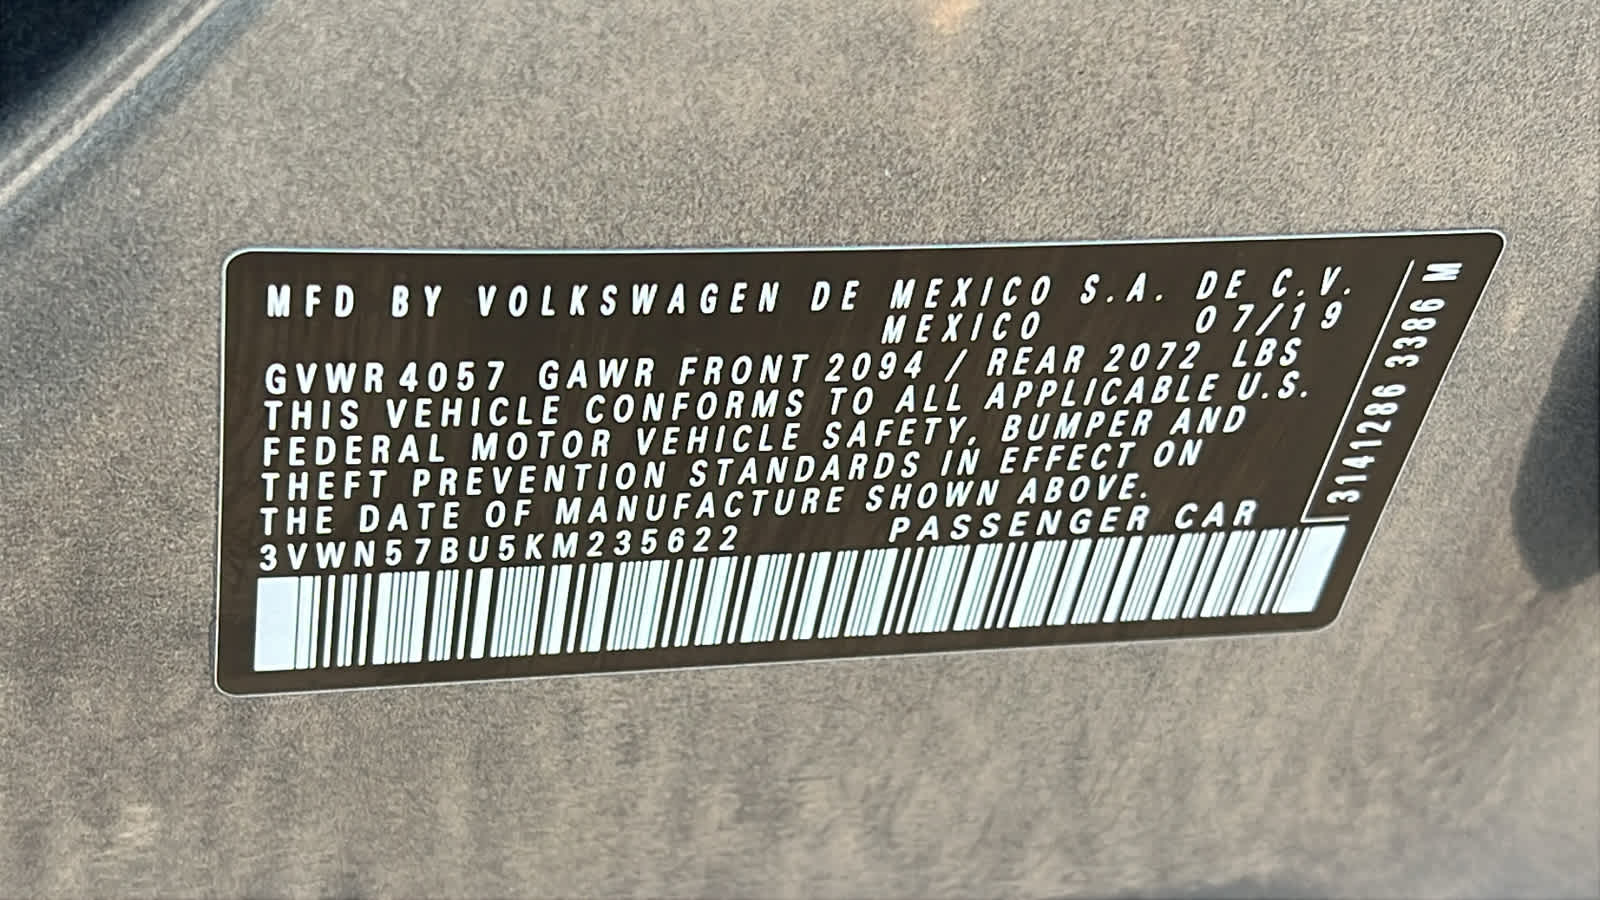 MFD BY VOLKSWAGEN DE MEXICO S.A. DE C.V.
MEXICO 07/19
GVWR 4057 GAWR FRONT 2094 / REAR 2072 LBS
THIS VEHICLE CONFORMS TO ALL APPLICABLE U.S.
FEDERAL MOTOR VEHICLE SAFETY, BUMPER AND
THEFT PREVENTION STANDARDS IN EFFECT ON
THE DATE OF MANUFACTURE SHOWN ABOVE.
3VWN57BU5KM235622 PASSENGER CAR
3141286 3386 M